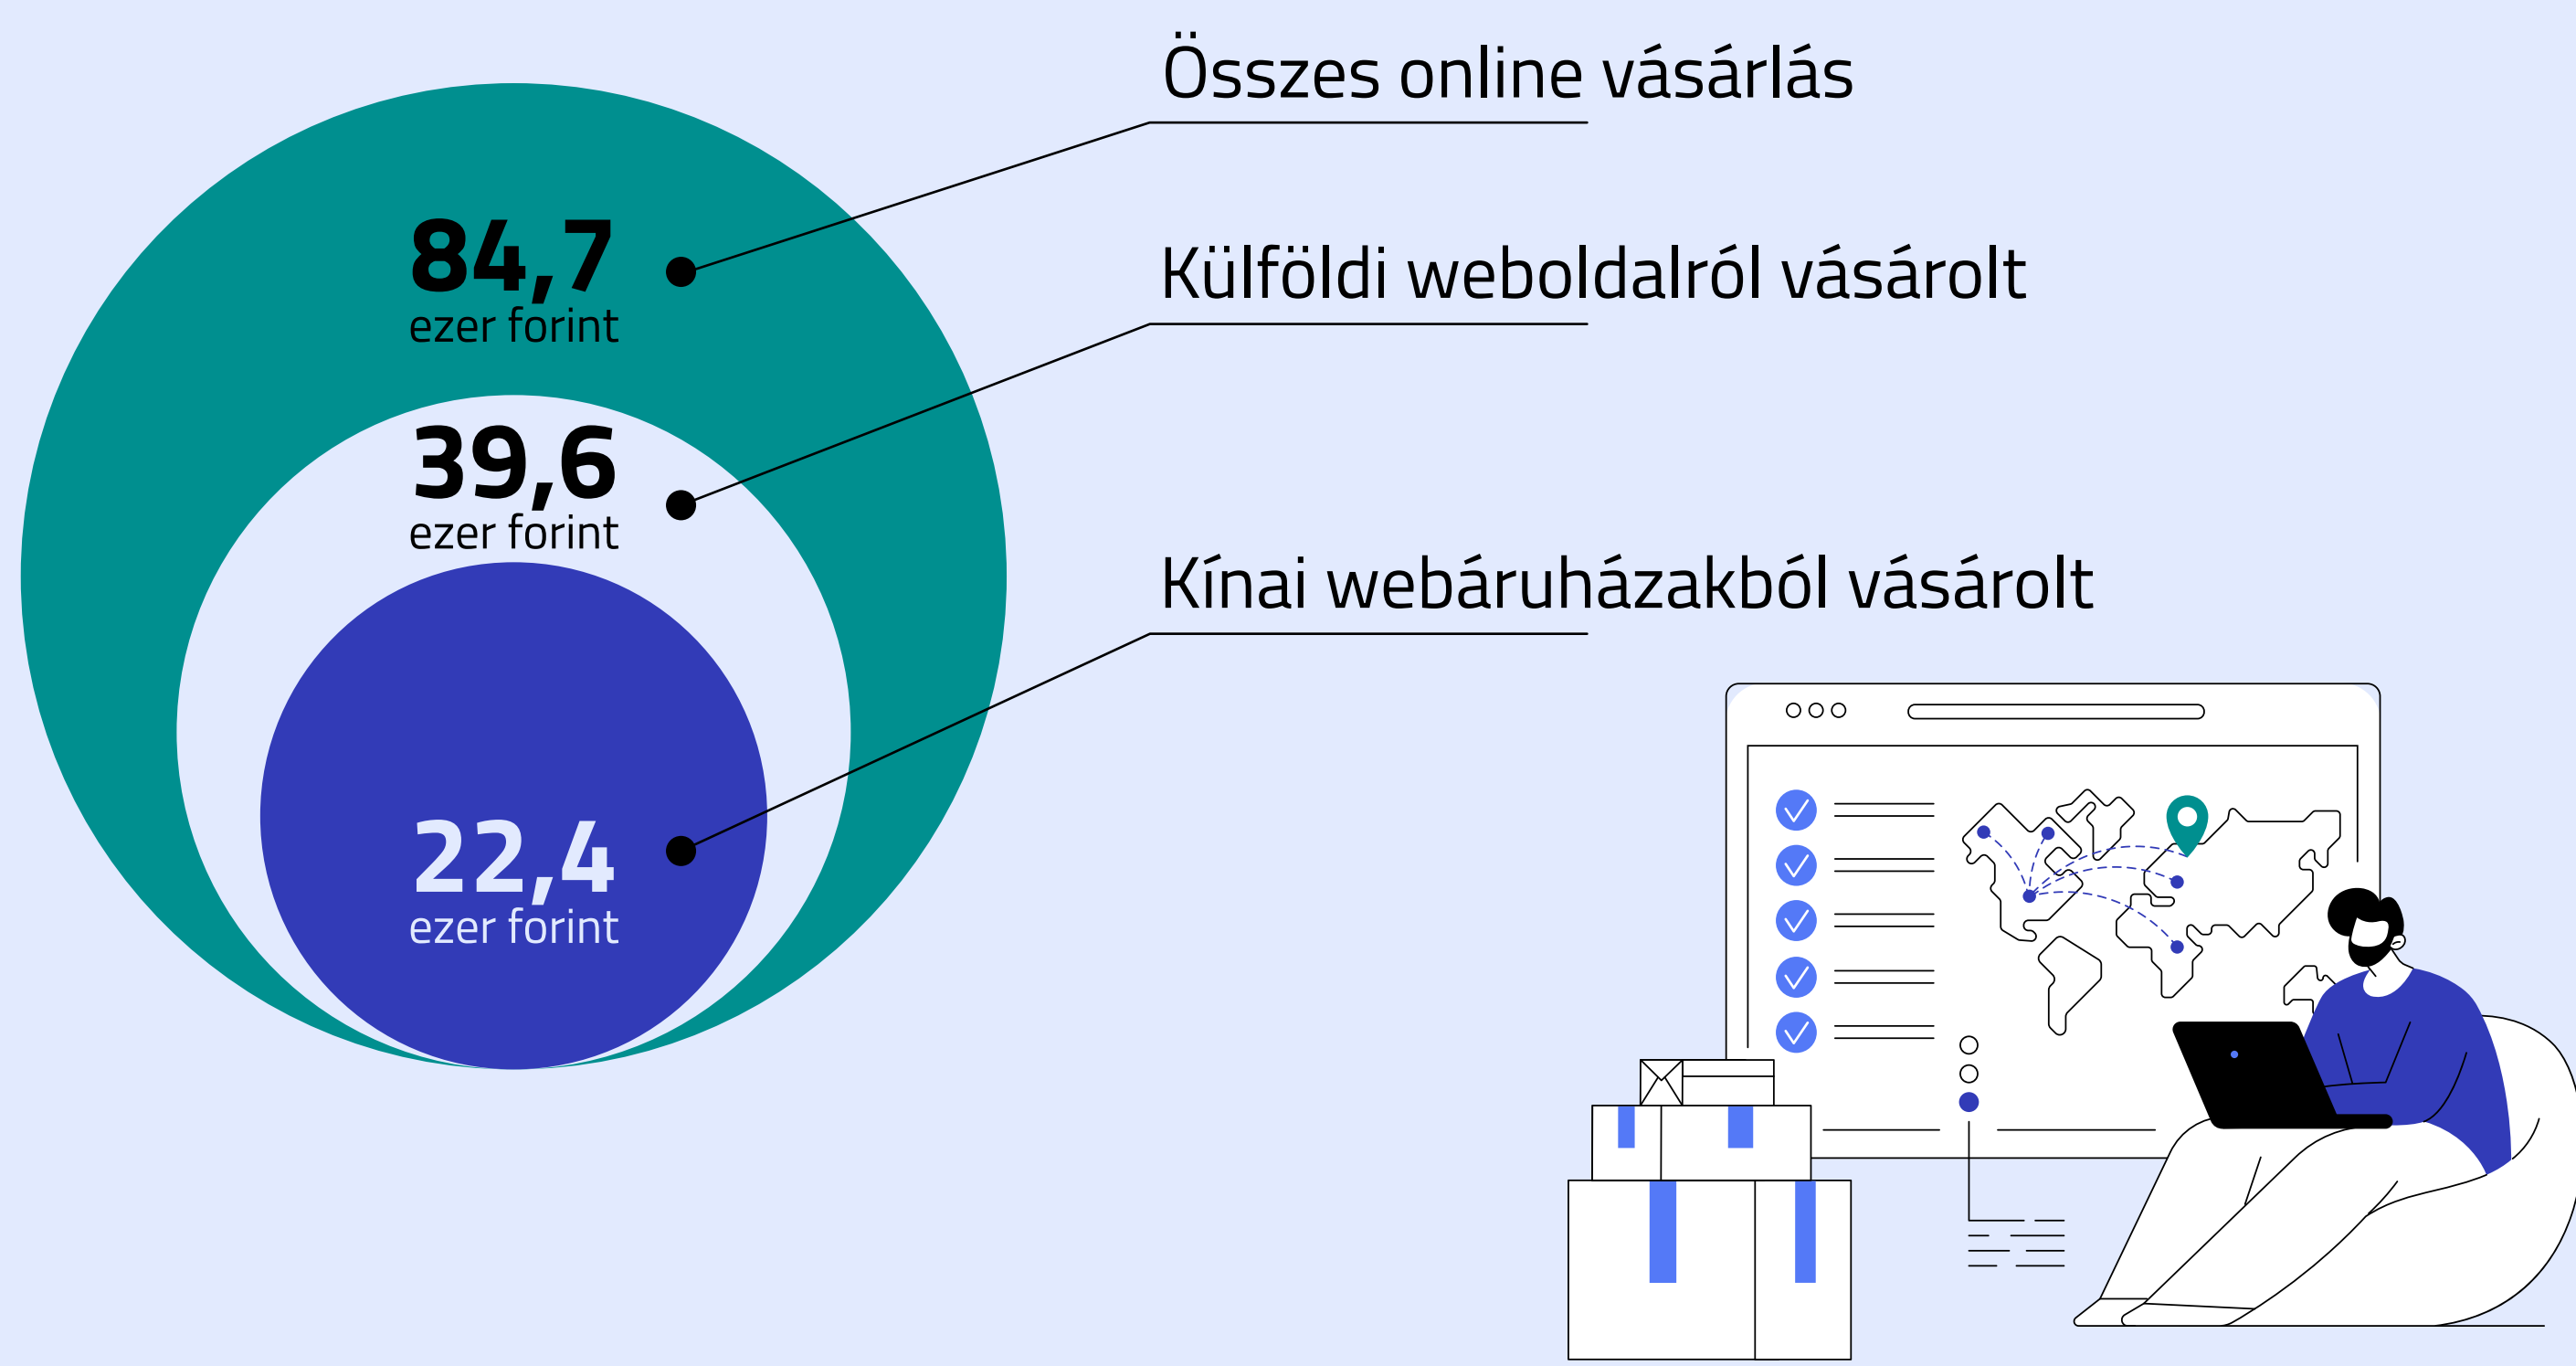 Összes online vásárlás
84,7
ezer forint
Külföldi weboldalról vásárolt
39,6
ezer forint
Kínai webáruházakból vásárolt
22,4
ezer forint